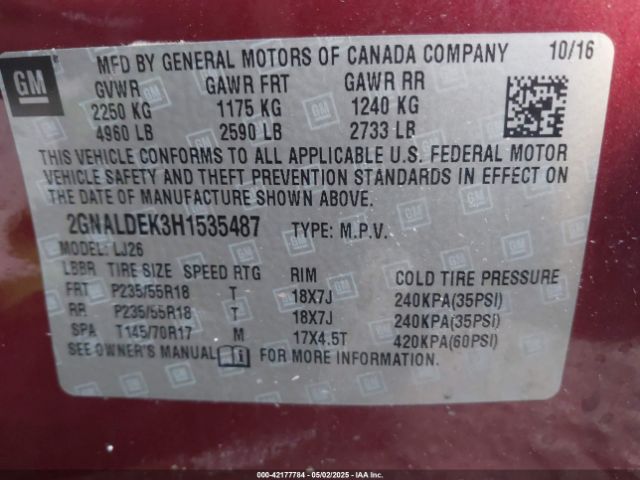 GM
MFD BY GENERAL MOTORS OF CANADA COMPANY 10/16
GVWR GAWR FRT GAWR RR
2250 KG 1175 KG 1240 KG
4960 LB 2590 LB 2733 LB
THIS VEHICLE CONFORMS TO ALL APPLICABLE U.S. FEDERAL MOTOR
VEHICLE SAFETY AND THEFT PREVENTION STANDARDS IN EFFECT ON
THE DATE OF MANUFACTURE SHOWN ABOVE.
2GNALDEK3H1535487 TYPE: M.P.V.
MODEL: LJ26
LBBR TIRE SIZE SPEED RTG RIM COLD TIRE PRESSURE
FRT P235/55R18 T 18X7J 240KPA(35PSI)
RR P235/55R18 T 18X7J 240KPA(35PSI)
SPA T145/70R17 M 17X4.5T 420KPA(60PSI)
SEE OWNER'S MANUAL FOR MORE INFORMATION.
000-42177784 - 05/02/2025 - IAA Inc.